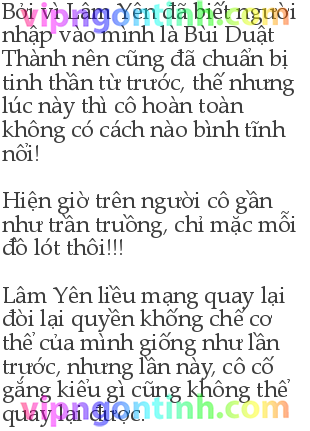 Bởi vì Lâm Yên đã biết người
vipngontinh.com
nhập vào mình là Bùi Duật
Thành nên cũng đã chuẩn bị
tinh thần từ trước, thế nhưng
lúc này thì cô hoàn toàn
không có cách nào bình tĩnh
nổi!
Hiện giờ trên người cô gần
như trần truồng, chỉ mặc mỗi
đồ lót thôi!!!
Lâm Yên liều mạng quay lại
đòi lại quyền khống chế cơ
thể của mình giống như lần
trước, nhưng lần này, cô cố
gắng kiểu gì cũng không thể
vipngontinh.com
quay lại được.